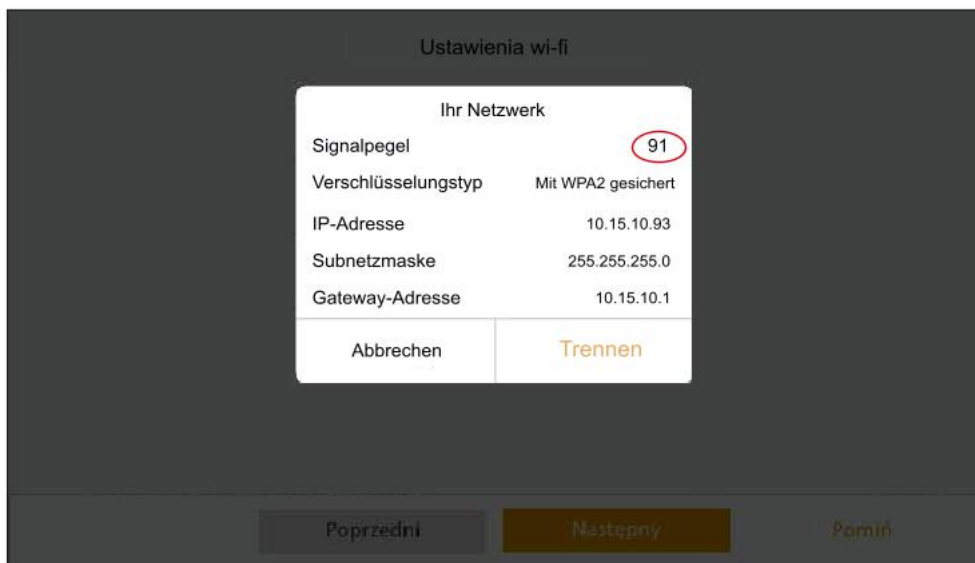 Ustawienia wi-fi
Ihr Netzwerk
Signalpegel 91
Verschlüsselungstyp Mit WPA2 gesichert
IP-Adresse 10.15.10.93
Subnetzmaske 255.255.255.0
Gateway-Adresse 10.15.10.1
Abbrechen Trennen
Poprzedni Następny Pomiń